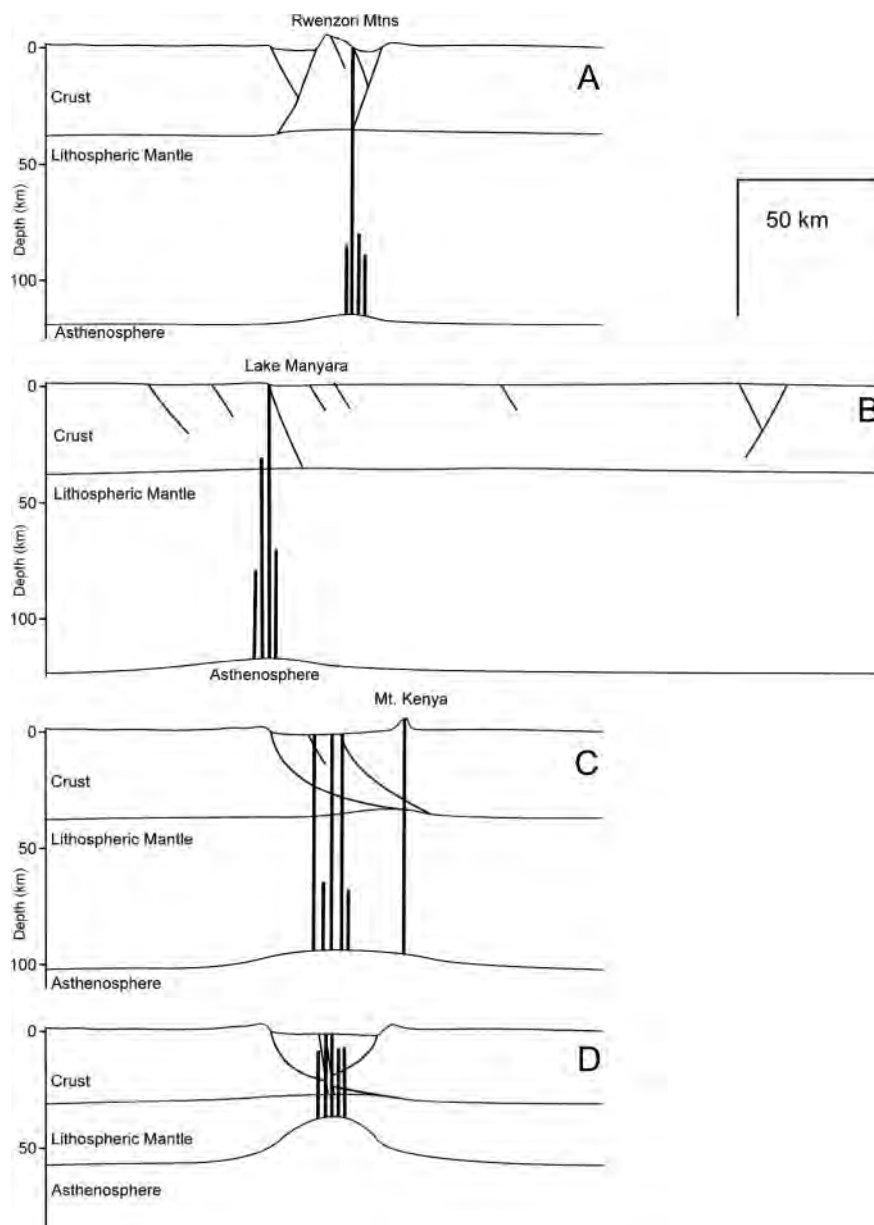 Rwenzori Mtns
0
A
Crust
Lithospheric Mantle
50
50 km
Depth (km)
100
Asthenosphere
Lake Manyara
0
B
Crust
Lithospheric Mantle
50
Depth (km)
100
Asthenosphere
Mt. Kenya
0
C
Crust
Lithospheric Mantle
50
Depth (km)
100
Asthenosphere
0
D
Crust
Lithospheric Mantle
50
Asthenosphere